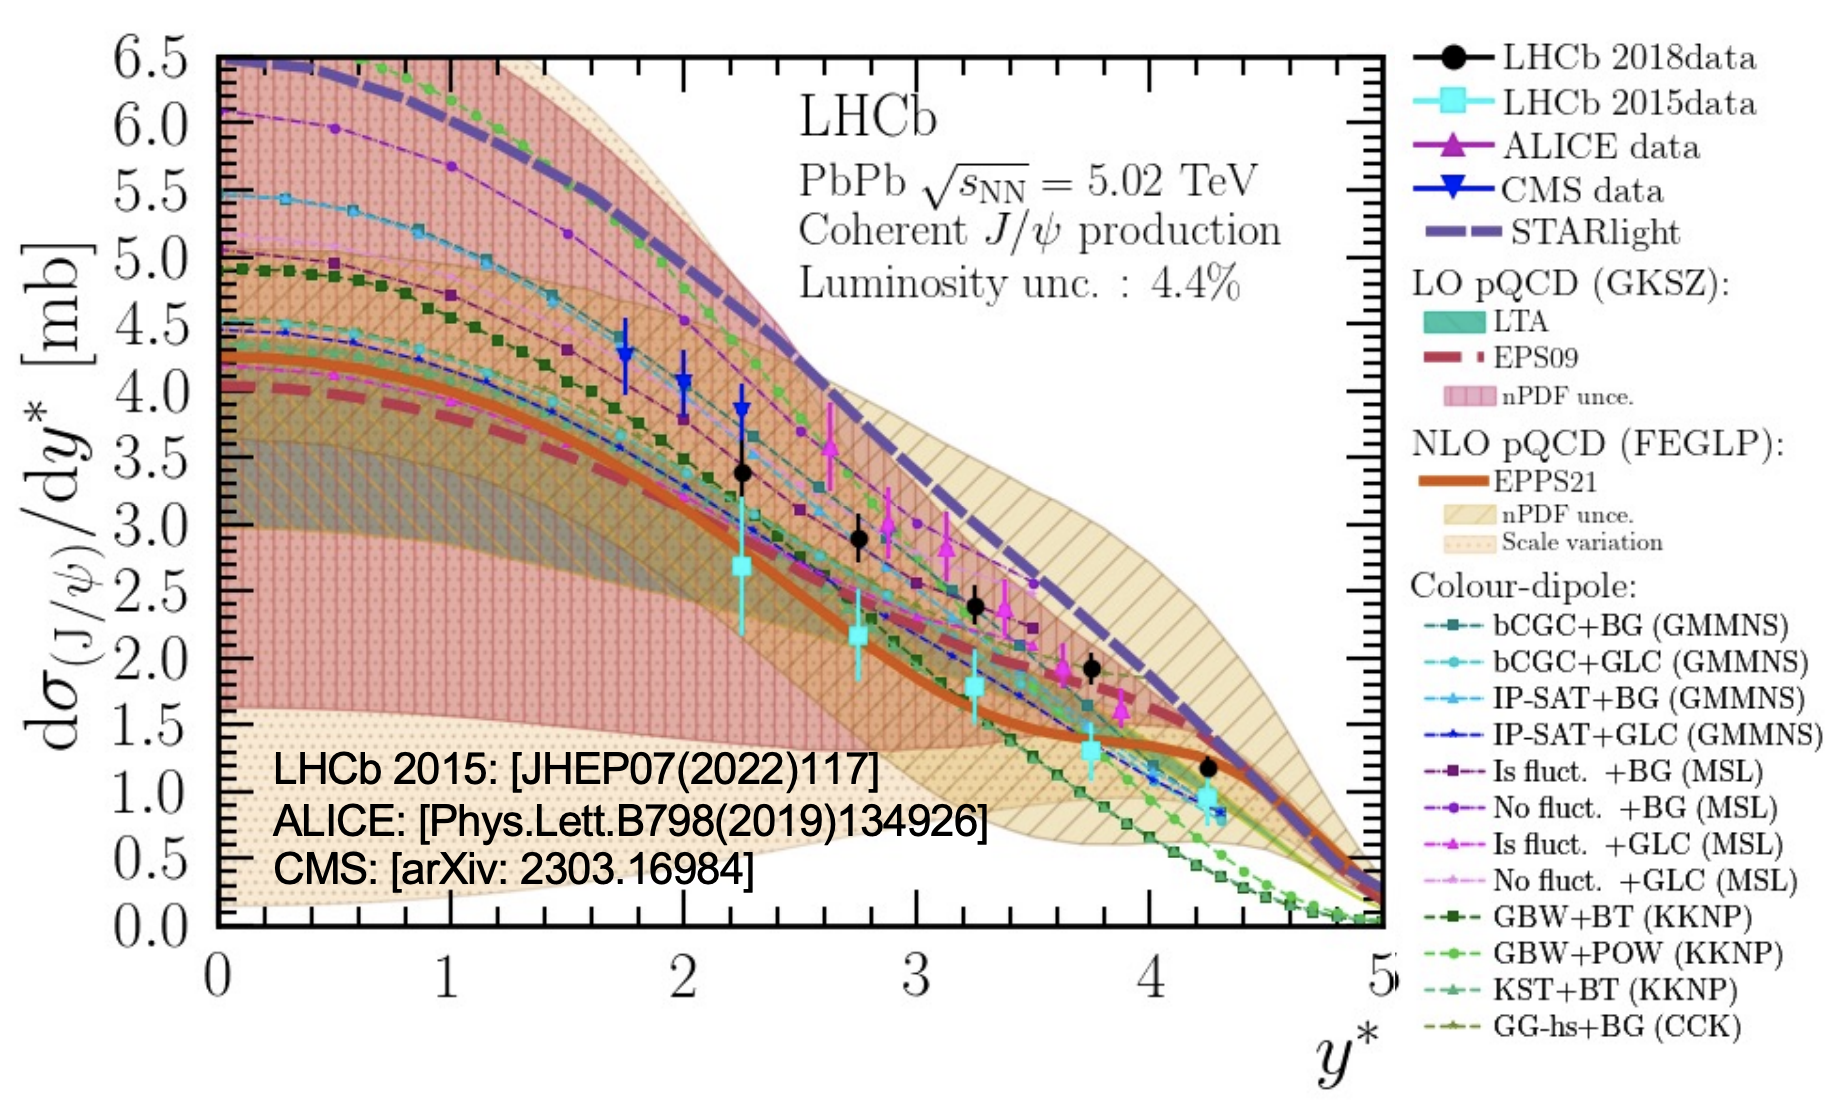 6.5
6.0
5.5
5.0
4.5
4.0
3.5
3.0
2.5
2.0
1.5
1.0
0.5
0.0
dσ(J/ψ)/dy* [mb]
0 1 2 3 4 5
y*
LHCb
PbPb √sNN = 5.02 TeV
Coherent J/ψ production
Luminosity unc. : 4.4%
LHCb 2015: [JHEP07(2022)117]
ALICE: [Phys.Lett.B798(2019)134926]
CMS: [arXiv: 2303.16984]
LHCb 2018data
LHCb 2015data
ALICE data
CMS data
STARlight
LO pQCD (GKSZ):
LTA
EPS09
nPDF unce.
NLO pQCD (FEGLP):
EPPS21
nPDF unce.
Scale variation
Colour-dipole:
bCGC+BG (GMMNS)
bCGC+GLC (GMMNS)
IP-SAT+BG (GMMNS)
IP-SAT+GLC (GMMNS)
Is fluct. +BG (MSL)
No fluct. +BG (MSL)
Is fluct. +GLC (MSL)
No fluct. +GLC (MSL)
GBW+BT (KKNP)
GBW+POW (KKNP)
KST+BT (KKNP)
GG-hs+BG (CCK)